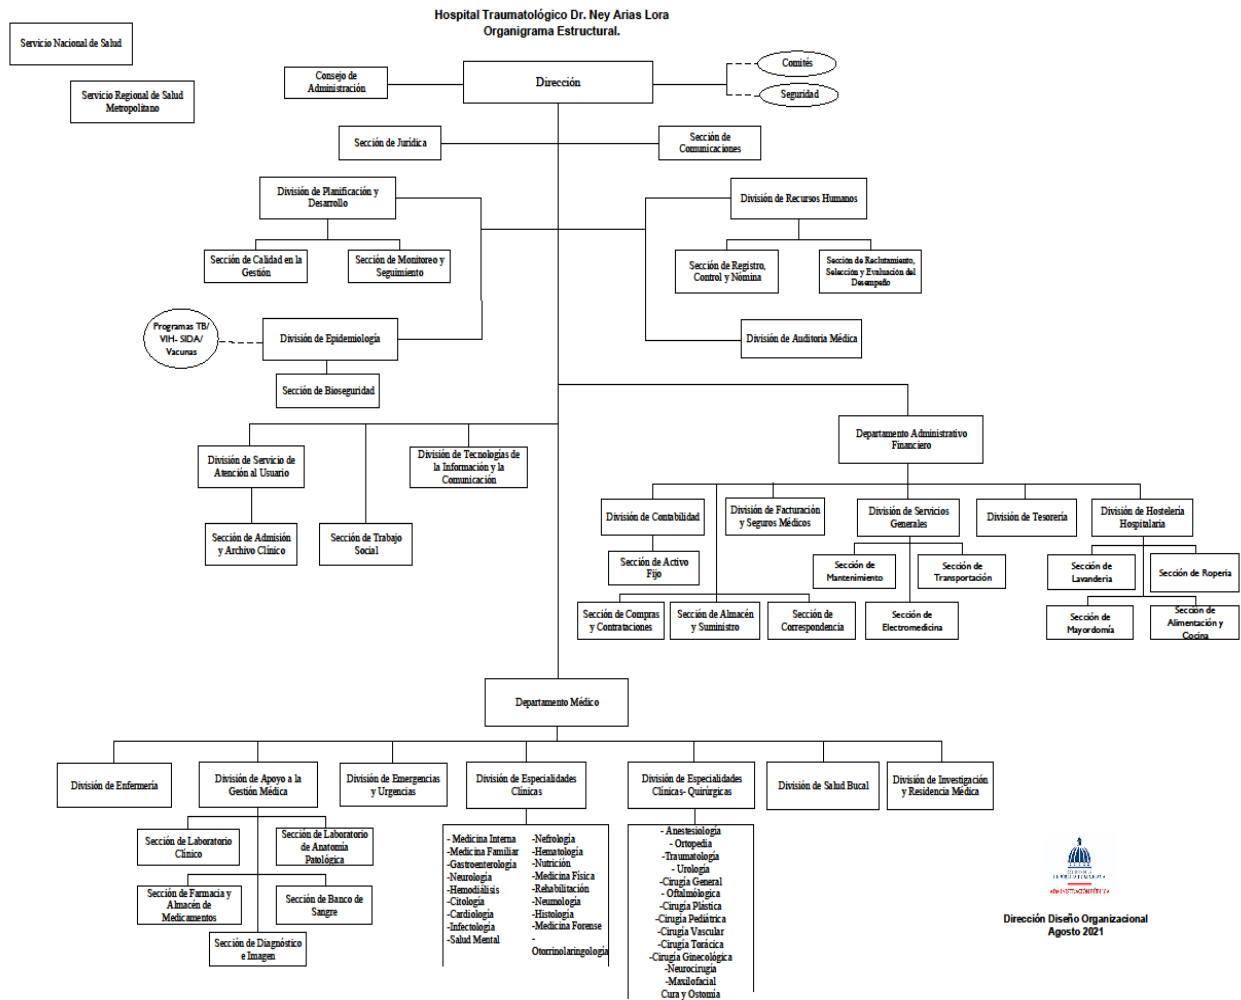 Hospital Traumatológico Dr. Ney Arias Lora
Organigrama Estructural.
Servicio Nacional de Salud
Servicio Regional de Salud
Metropolitano
Consejo de
Administración
Dirección
Comités
Seguridad
Sección de Jurídica
Sección de
Comunicaciones
División de Planificación y
Desarrollo
División de Recursos Humanos
Sección de Calidad en la
Gestión
Sección de Monitoreo y
Seguimiento
Sección de Registro,
Control y Nómina
Sección de Reclutamiento,
Selección y Evaluación del
Desempeño
Programas TB/
VIH- SIDA/
Vacunas
División de Epidemiología
División de Auditoria Médica
Sección de Bioseguridad
Departamento Administrativo
Financiero
División de Servicio de
Atención al Usuario
División de Tecnologías de
la Información y la
Comunicación
Sección de Admisión
y Archivo Clínico
Sección de Trabajo
Social
División de Contabilidad
División de Facturación
y Seguros Médicos
División de Servicios
Generales
División de Tesorería
División de Hostelería
Hospitalaria
Sección de Activo
Fijo
Sección de
Mantenimiento
Sección de
Transportación
Sección de
Lavanderia
Sección de Roperia
Sección de Compras
y Contrataciones
Sección de Almacén
y Suministro
Sección de
Correspondencia
Sección de
Electromedicina
Sección de
Mayordomía
Sección de
Alimentación y
Cocina
Departamento Médico
División de Enfermería
División de Apoyo a la
Gestión Médica
División de Emergencias
y Urgencias
División de Especialidades
Clínicas
División de Especialidades
Clínicas- Quirúrgicas
División de Salud Bucal
División de Investigación
y Residencia Médica
Sección de Laboratorio
Clínico
Sección de Laboratorio
de Anatomía
Patológica
Sección de Farmacia y
Almacén de
Medicamentos
Sección de Banco de
Sangre
Sección de Diagnóstico
e Imagen
- Medicina Interna
-Medicina Familiar
-Gastroenterología
-Neurología
-Hemodiálisis
-Citología
-Cardiología
-Infectología
-Salud Mental
-Nefrología
-Hematología
-Nutrición
-Medicina Física
-Rehabilitación
-Neumología
-Histología
-Medicina Forense
-
Otorrinolaringología
- Anestesiología
- Ortopedia
-Traumatología
- Urología
-Cirugía General
- Oftalmólogica
-Cirugía Plástica
-Cirugía Pediátrica
-Cirugía Vascular
-Cirugía Torácica
-Cirugía Ginecológica
-Neurocirugía
-Maxilofacial
Cura y Ostomía
Dirección Diseño Organizacional
Agosto 2021